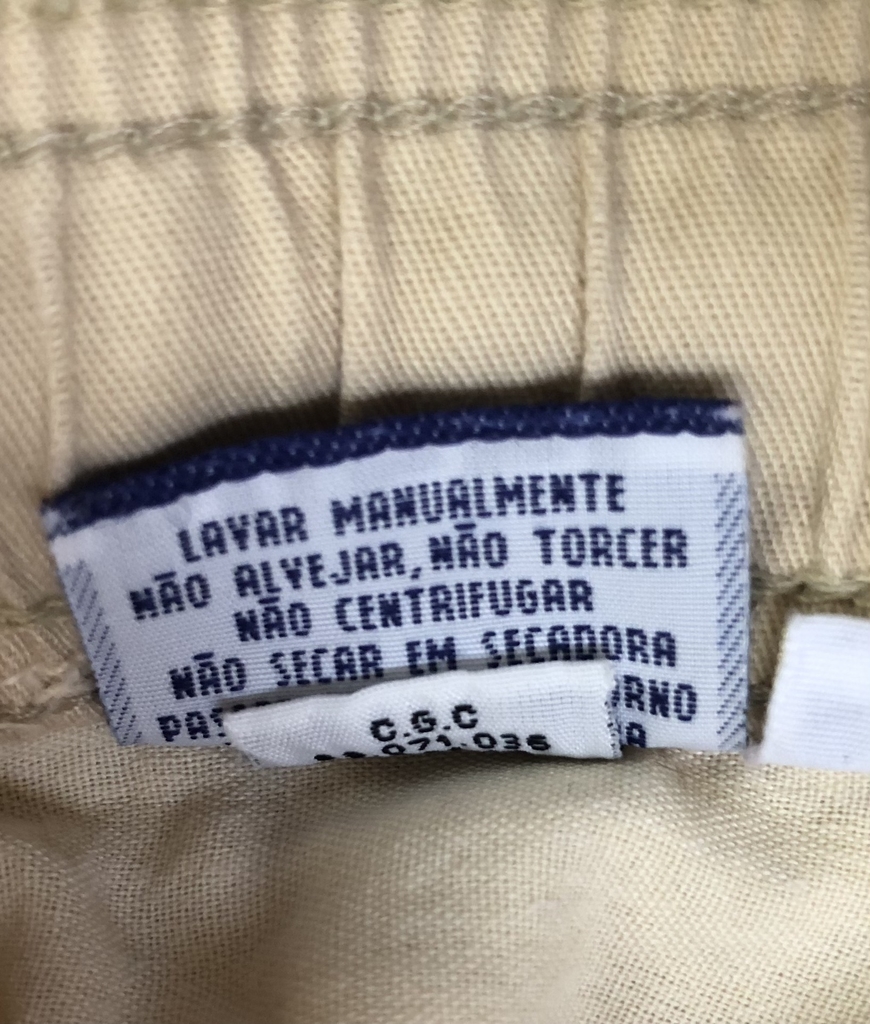 LAVAR MANUALMENTE
NÃO ALVEJAR, NÃO TORCER
NÃO CENTRIFUGAR
NÃO SECAR EM SECADORA
C.G.C